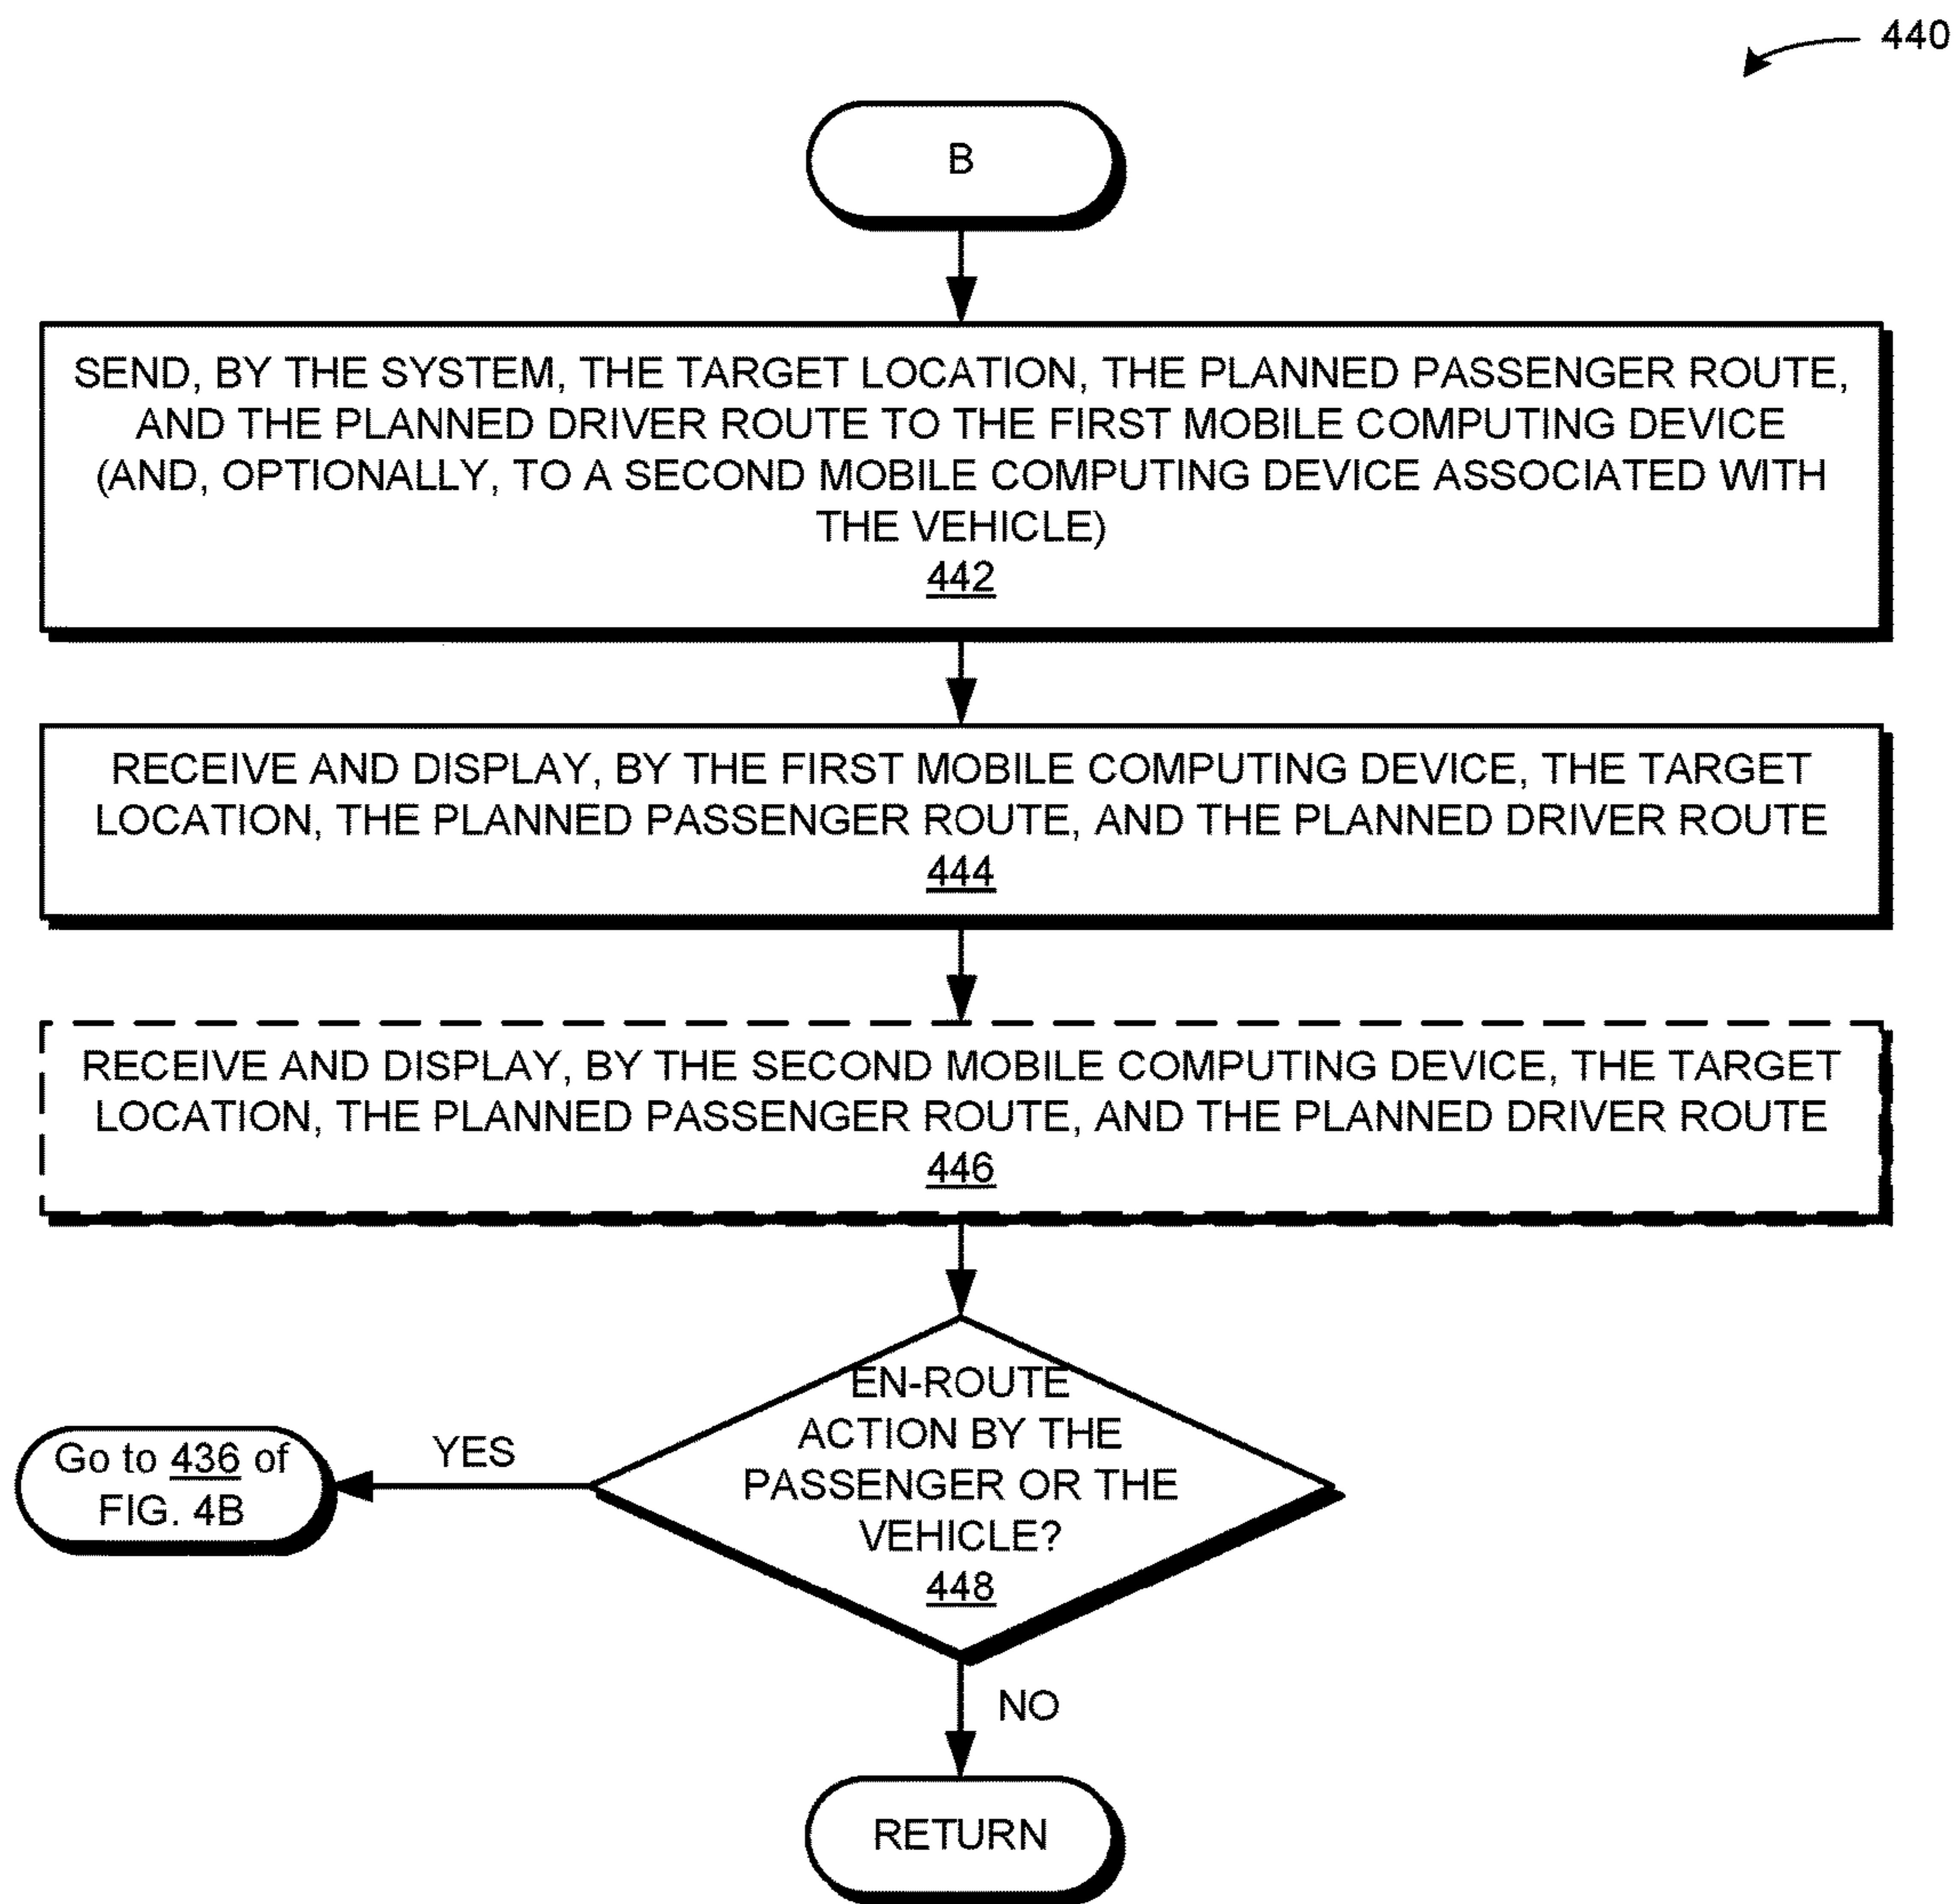 440
B
SEND, BY THE SYSTEM, THE TARGET LOCATION, THE PLANNED PASSENGER ROUTE,
AND THE PLANNED DRIVER ROUTE TO THE FIRST MOBILE COMPUTING DEVICE
(AND, OPTIONALLY, TO A SECOND MOBILE COMPUTING DEVICE ASSOCIATED WITH
THE VEHICLE)
442
RECEIVE AND DISPLAY, BY THE FIRST MOBILE COMPUTING DEVICE, THE TARGET
LOCATION, THE PLANNED PASSENGER ROUTE, AND THE PLANNED DRIVER ROUTE
444
RECEIVE AND DISPLAY, BY THE SECOND MOBILE COMPUTING DEVICE, THE TARGET
LOCATION, THE PLANNED PASSENGER ROUTE, AND THE PLANNED DRIVER ROUTE
446
EN-ROUTE
ACTION BY THE
PASSENGER OR THE
VEHICLE?
448
YES
Go to 436 of
FIG. 4B
NO
RETURN